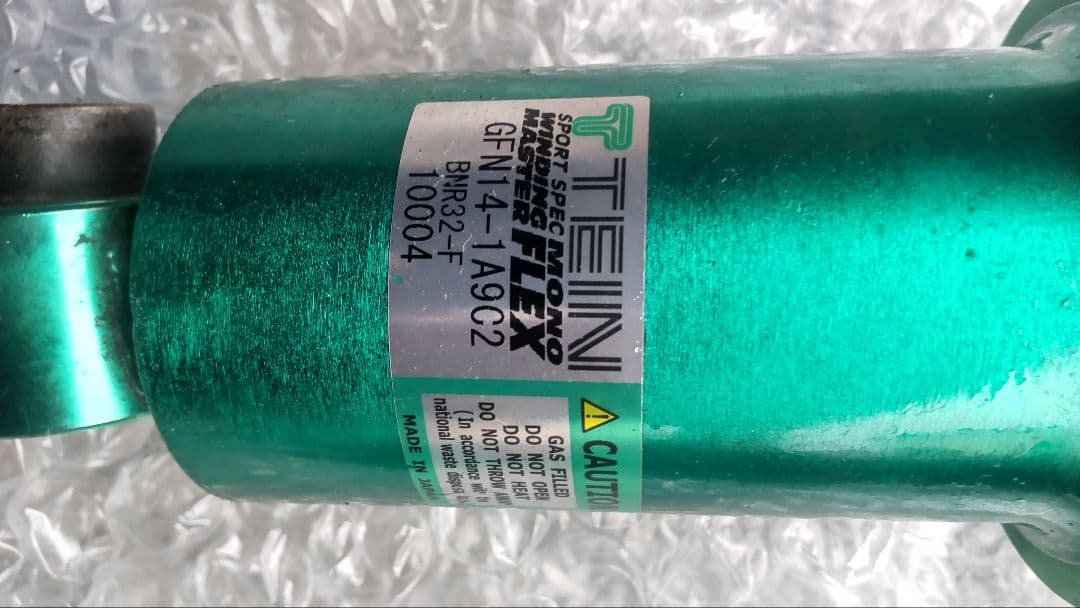 TEIN
SPORT SPEC MONO
WINDING MASTER FLEX
GFN14-1A9C2
BNR32-F
10004
CAUTION
GAS FILLED
DO NOT OPEN
DO NOT HEAT
DO NOT THROW
(In accordance with
national waste
MADE IN JAPAN